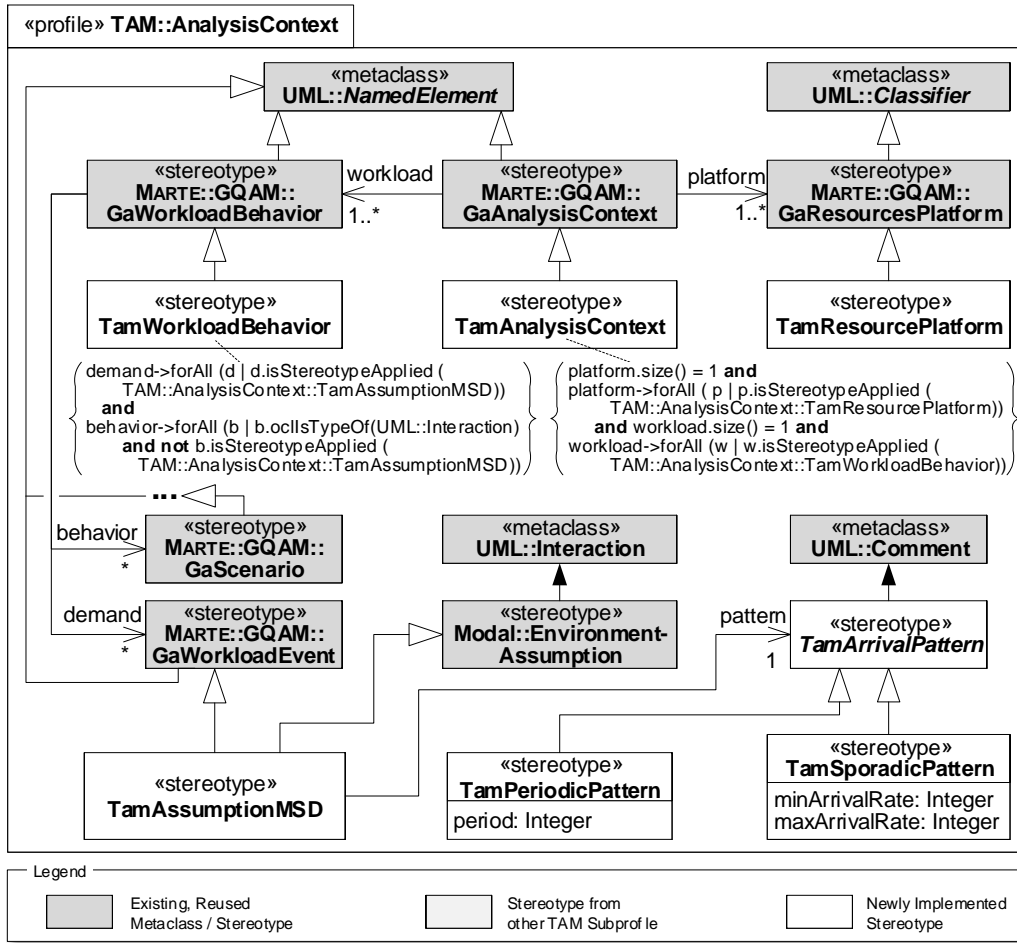 «profile» TAM::AnalysisContext
«metaclass»
UML::NamedElement
«metaclass»
UML::Classifier
«stereotype»
MARTE::GQAM::
GaWorkloadBehavior
workload
1..*
«stereotype»
MARTE::GQAM::
GaAnalysisContext
platform
1..*
«stereotype»
MARTE::GQAM::
GaResourcesPlatform
«stereotype»
TamWorkloadBehavior
«stereotype»
TamAnalysisContext
«stereotype»
TamResourcePlatform
demand->forAll (d | d.isStereotypeApplied (
TAM::AnalysisContext::TamAssumptionMSD))
and
behavior->forAll (b | b.oclIsTypeOf(UML::Interaction)
and not b.isStereotypeApplied (
TAM::AnalysisContext::TamAssumptionMSD))
platform.size() = 1 and
platform->forAll ( p | p.isStereotypeApplied (
TAM::AnalysisContext::TamResourcePlatform))
and workload.size() = 1 and
workload->forAll (w | w.isStereotypeApplied (
TAM::AnalysisContext::TamWorkloadBehavior))
...
behavior
*
«stereotype»
MARTE::GQAM::
GaScenario
«metaclass»
UML::Interaction
«metaclass»
UML::Comment
demand
*
«stereotype»
MARTE::GQAM::
GaWorkloadEvent
«stereotype»
Modal::Environment-
Assumption
pattern
1
«stereotype»
TamArrivalPattern
«stereotype»
TamAssumptionMSD
«stereotype»
TamPeriodicPattern
period: Integer
«stereotype»
TamSporadicPattern
minArrivalRate: Integer
maxArrivalRate: Integer
Legend
Existing, Reused
Metaclass / Stereotype
Stereotype from
other TAM Subprofile
Newly Implemented
Stereotype